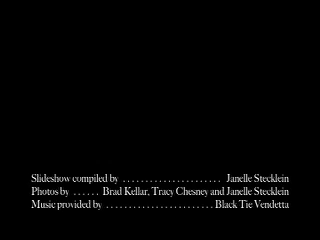 Slideshow compiled by . . . . . . . . . . . . . . . . . . . . . . Janelle Stecklein
Photos by . . . . . . Brad Kellar, Tracy Chesney and Janelle Stecklein
Music provided by . . . . . . . . . . . . . . . . . . . . . . . . Black Tie Vendetta